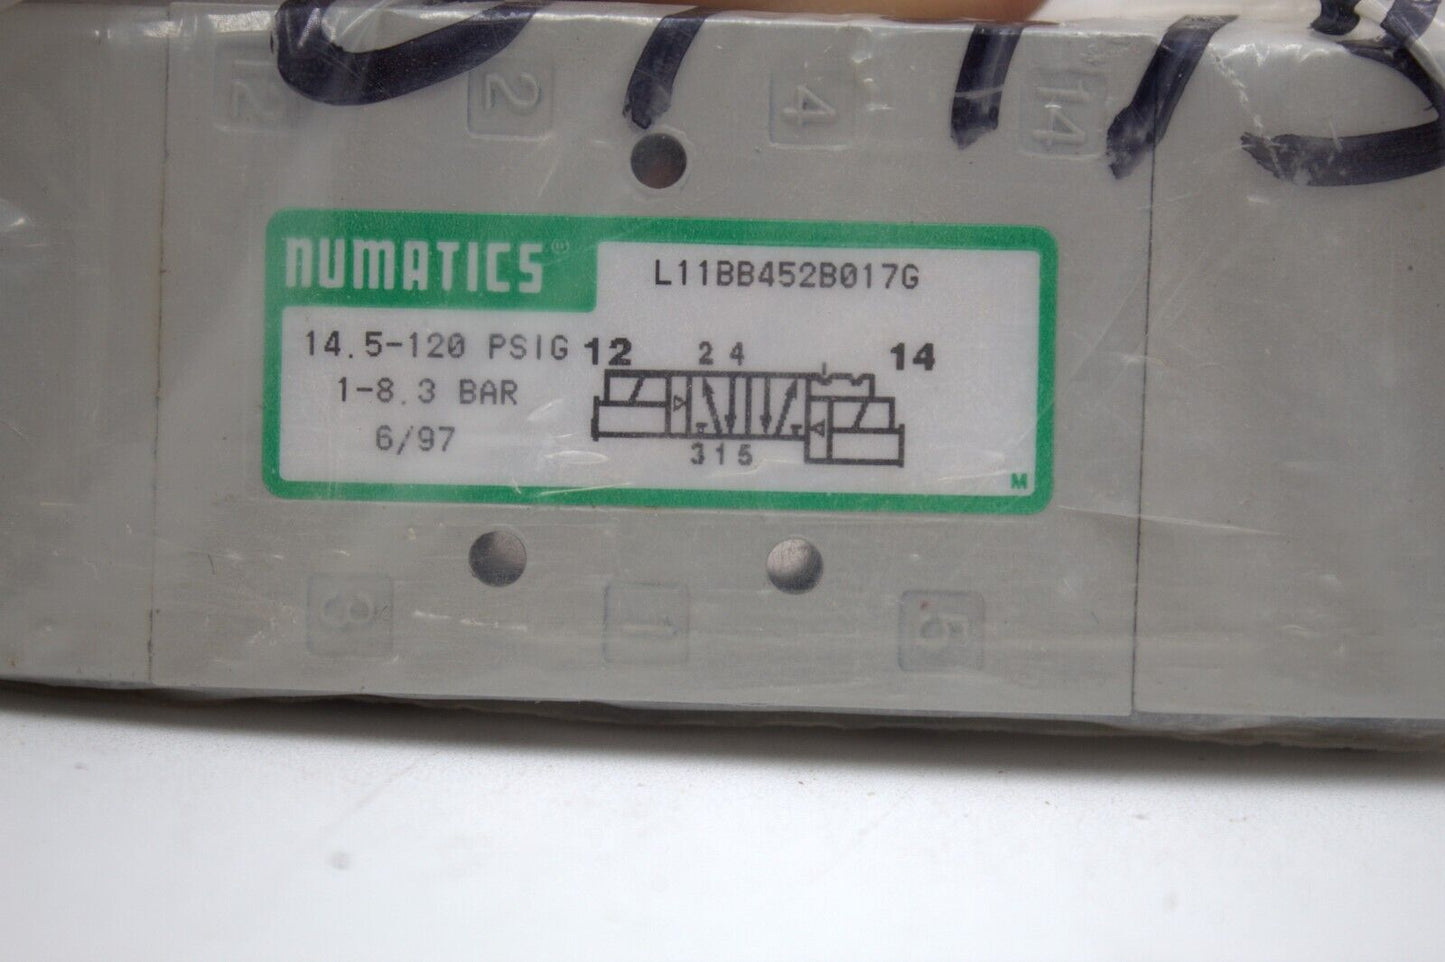 12 2 4 14
NUMATICS®
L11BB452B017G
14.5-120 PSIG
1-8.3 BAR
6/97
12 2 4 14
3 1 5
M
3 1 5